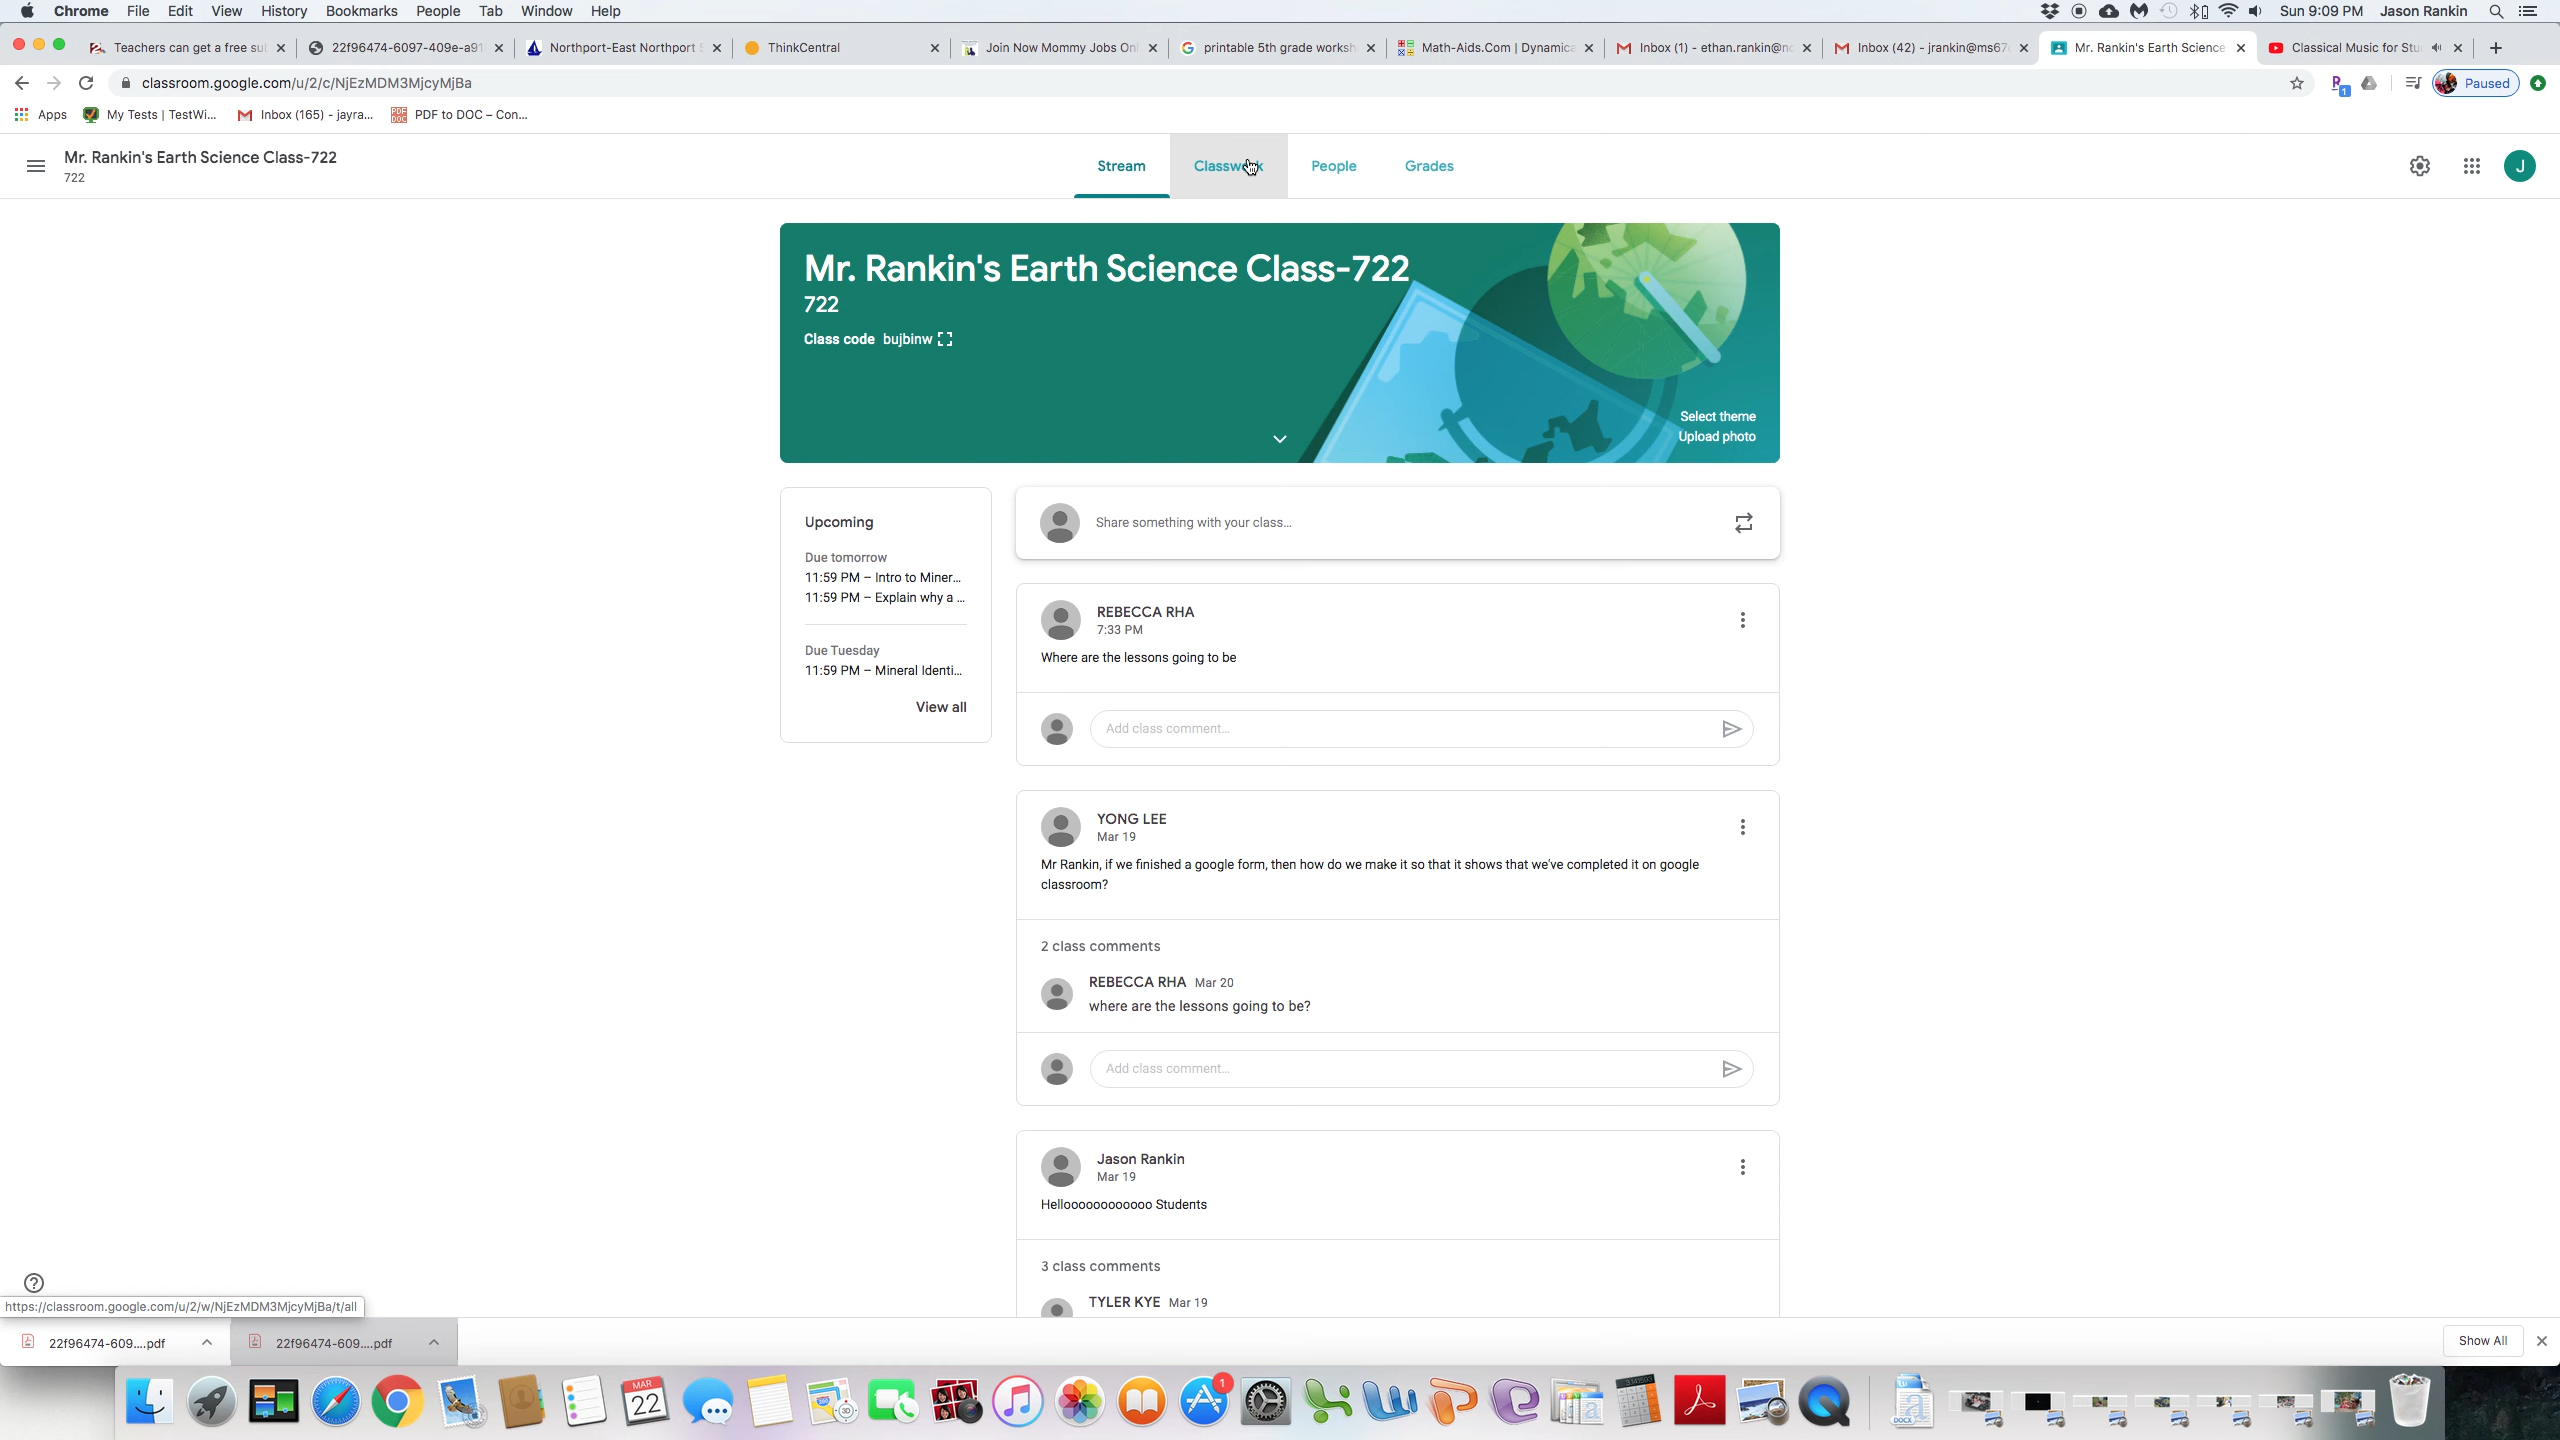 Chrome File Edit View History Bookmarks People Tab Window Help
Sun 9:09 PM Jason Rankin
Teachers can get a free su
22f96474-6097-409e-a91
Northport-East Northport
ThinkCentral
Join Now Mommy Jobs Onl
printable 5th grade worksh
Math-Aids.Com | Dynamica
Inbox (1) - ethan.rankin@n
Inbox (42) - jrankin@ms67
Mr. Rankin's Earth Science
Classical Music for Stu
classroom.google.com/u/2/c/NjEzMDM3MjcyMjBa
Paused
Apps
My Tests | TestWi...
Inbox (165) - jayra...
PDF to DOC – Con...
Mr. Rankin's Earth Science Class-722
722
Stream
People
Grades
J
Mr. Rankin's Earth Science Class-722
722
Class code bujbinw
Select theme
Upload photo
Upcoming
Due tomorrow
11:59 PM – Intro to Miner...
11:59 PM – Explain why a ...
Due Tuesday
11:59 PM – Mineral Identi...
View all
Share something with your class...
REBECCA RHA
7:33 PM
Where are the lessons going to be
Add class comment...
YONG LEE
Mar 19
Mr Rankin, if we finished a google form, then how do we make it so that it shows that we've completed it on google
classroom?
2 class comments
REBECCA RHA Mar 20
where are the lessons going to be?
Add class comment...
Jason Rankin
Mar 19
Helloooooooooooo Students
3 class comments
TYLER KYE Mar 19
https://classroom.google.com/u/2/w/NjEzMDM3MjcyMjBa/t/all
22f96474-609....pdf
22f96474-609....pdf
Show All
MAR
22
1
DOCX